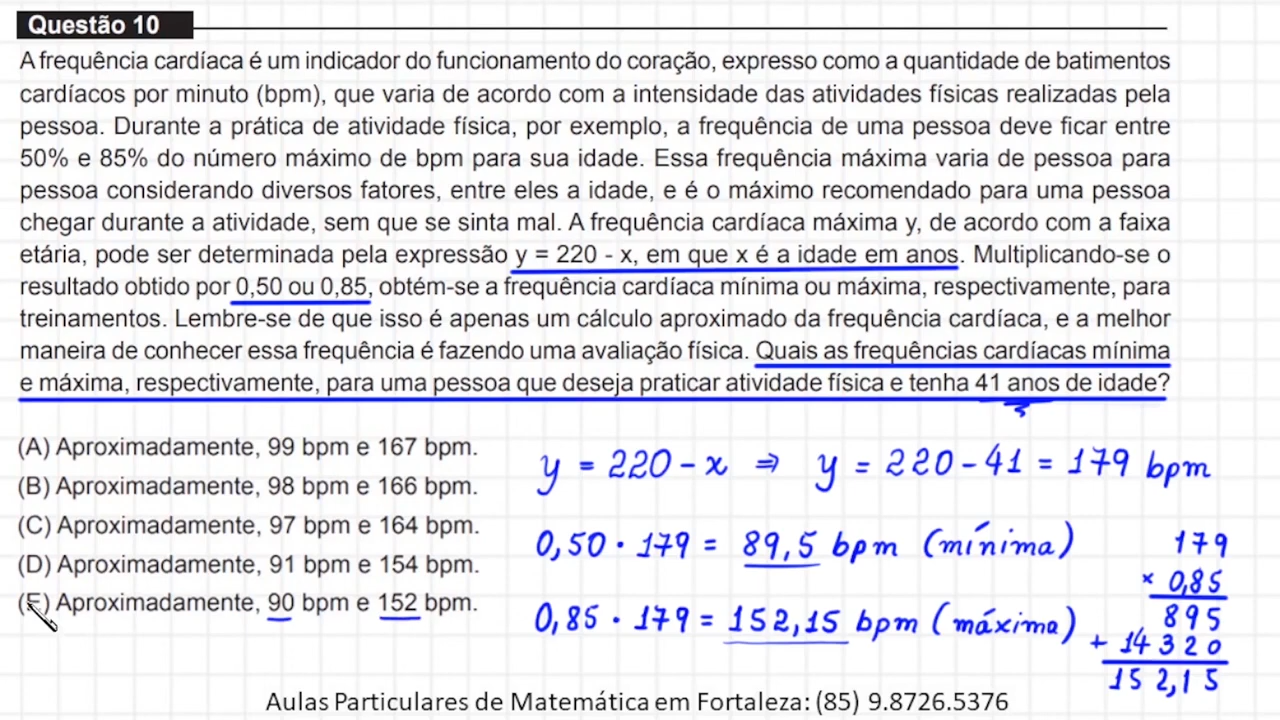 Questão 10
A frequência cardíaca é um indicador do funcionamento do coração, expresso como a quantidade de batimentos
cardíacos por minuto (bpm), que varia de acordo com a intensidade das atividades físicas realizadas pela
pessoa. Durante a prática de atividade física, por exemplo, a frequência de uma pessoa deve ficar entre
50% e 85% do número máximo de bpm para sua idade. Essa frequência máxima varia de pessoa para
pessoa considerando diversos fatores, entre eles a idade, e é o máximo recomendado para uma pessoa
chegar durante a atividade, sem que se sinta mal. A frequência cardíaca máxima y, de acordo com a faixa
etária, pode ser determinada pela expressão y = 220 - x, em que x é a idade em anos. Multiplicando-se o
resultado obtido por 0,50 ou 0,85, obtém-se a frequência cardíaca mínima ou máxima, respectivamente, para
treinamentos. Lembre-se de que isso é apenas um cálculo aproximado da frequência cardíaca, e a melhor
maneira de conhecer essa frequência é fazendo uma avaliação física. Quais as frequências cardíacas mínima
e máxima, respectivamente, para uma pessoa que deseja praticar atividade física e tenha 41 anos de idade?
(A) Aproximadamente, 99 bpm e 167 bpm.
(B) Aproximadamente, 98 bpm e 166 bpm.
(C) Aproximadamente, 97 bpm e 164 bpm.
(D) Aproximadamente, 91 bpm e 154 bpm.
(E) Aproximadamente, 90 bpm e 152 bpm.
y = 220 - x ⇒ y = 220 - 41 = 179 bpm
0,50 · 179 = 89,5 bpm (mínima)
0,85 · 179 = 152,15 bpm (máxima)
179
× 0,85
895
+ 14320
152,15
Aulas Particulares de Matemática em Fortaleza: (85) 9.8726.5376